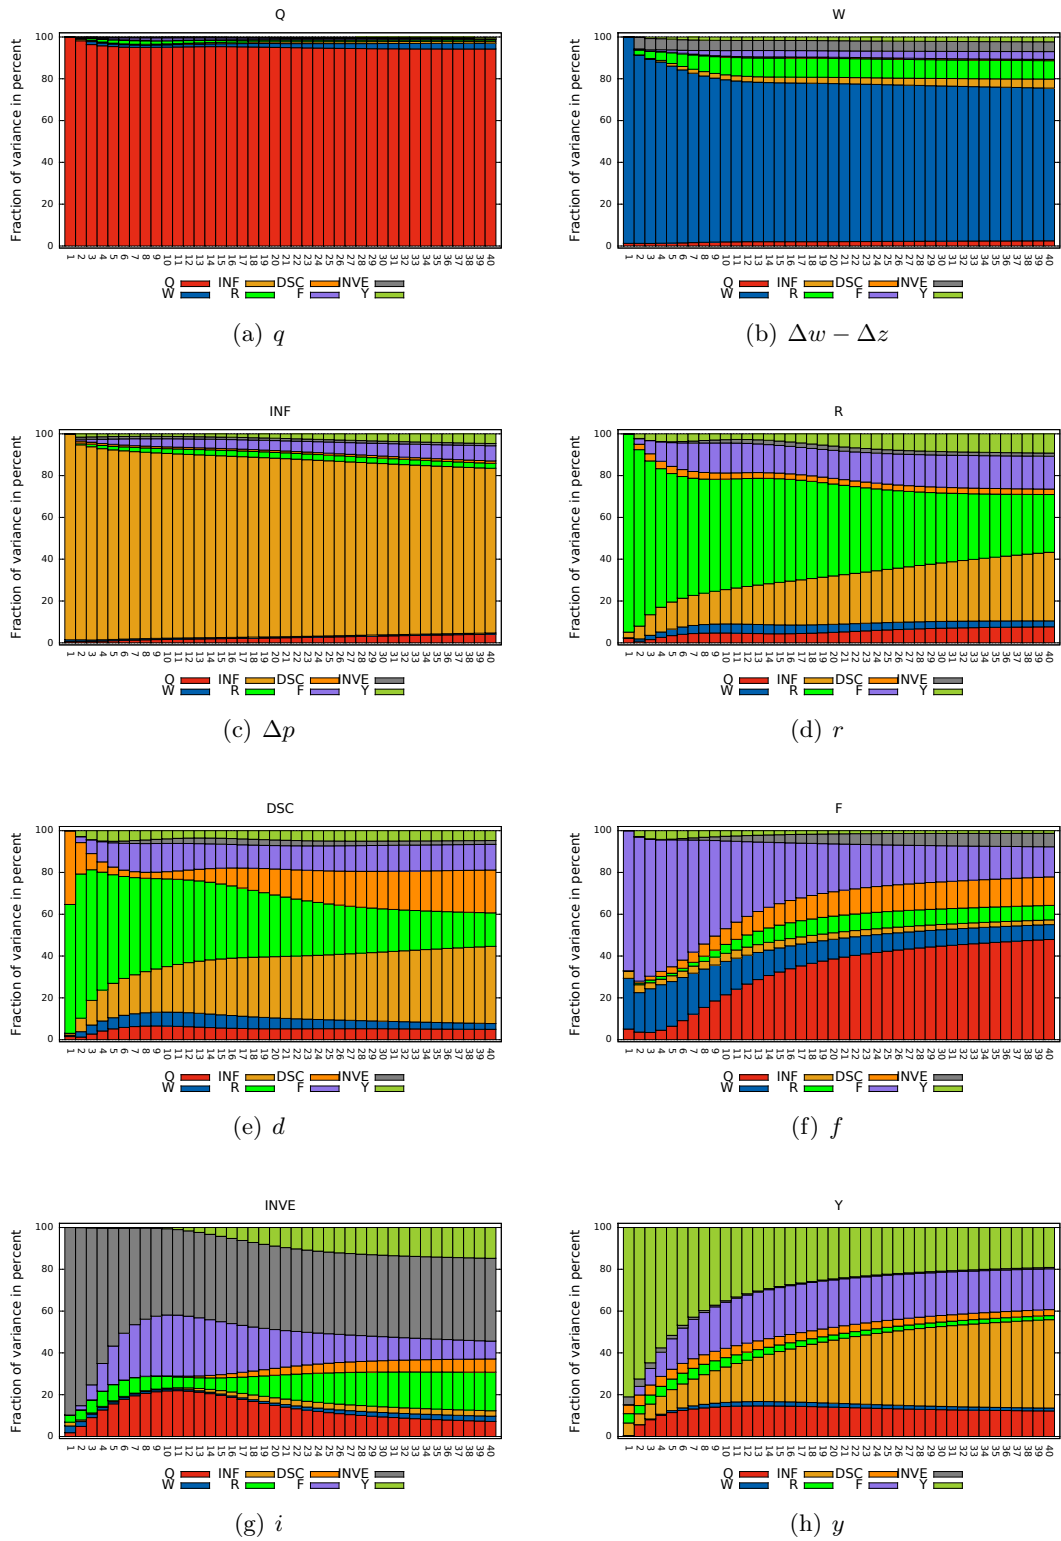 Q
W
Fraction of variance in percent
100
80
60
40
20
0
1 2 3 4 5 6 7 8 9 10 11 12 13 14 15 16 17 18 19 20 21 22 23 24 25 26 27 28 29 30 31 32 33 34 35 36 37 38 39 40
Q INF DSC INVE
W R F Y
(a) q
Fraction of variance in percent
100
80
60
40
20
0
1 2 3 4 5 6 7 8 9 10 11 12 13 14 15 16 17 18 19 20 21 22 23 24 25 26 27 28 29 30 31 32 33 34 35 36 37 38 39 40
Q INF DSC INVE
W R F Y
(b) Δw − Δz
INF
R
Fraction of variance in percent
100
80
60
40
20
0
1 2 3 4 5 6 7 8 9 10 11 12 13 14 15 16 17 18 19 20 21 22 23 24 25 26 27 28 29 30 31 32 33 34 35 36 37 38 39 40
Q INF DSC INVE
W R F Y
(c) Δp
Fraction of variance in percent
100
80
60
40
20
0
1 2 3 4 5 6 7 8 9 10 11 12 13 14 15 16 17 18 19 20 21 22 23 24 25 26 27 28 29 30 31 32 33 34 35 36 37 38 39 40
Q INF DSC INVE
W R F Y
(d) r
DSC
F
Fraction of variance in percent
100
80
60
40
20
0
1 2 3 4 5 6 7 8 9 10 11 12 13 14 15 16 17 18 19 20 21 22 23 24 25 26 27 28 29 30 31 32 33 34 35 36 37 38 39 40
Q INF DSC INVE
W R F Y
(e) d
Fraction of variance in percent
100
80
60
40
20
0
1 2 3 4 5 6 7 8 9 10 11 12 13 14 15 16 17 18 19 20 21 22 23 24 25 26 27 28 29 30 31 32 33 34 35 36 37 38 39 40
Q INF DSC INVE
W R F Y
(f) f
INVE
Y
Fraction of variance in percent
100
80
60
40
20
0
1 2 3 4 5 6 7 8 9 10 11 12 13 14 15 16 17 18 19 20 21 22 23 24 25 26 27 28 29 30 31 32 33 34 35 36 37 38 39 40
Q INF DSC INVE
W R F Y
(g) i
Fraction of variance in percent
100
80
60
40
20
0
1 2 3 4 5 6 7 8 9 10 11 12 13 14 15 16 17 18 19 20 21 22 23 24 25 26 27 28 29 30 31 32 33 34 35 36 37 38 39 40
Q INF DSC INVE
W R F Y
(h) y